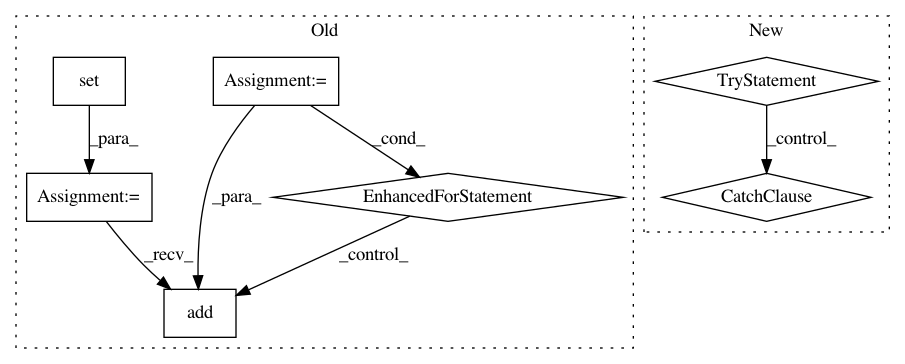 Old
New
set
Assignment:=
TryStatement
_para_
_cond_
_control_
Assignment:=
_para_
EnhancedForStatement
CatchClause
_recv_
_control_
add